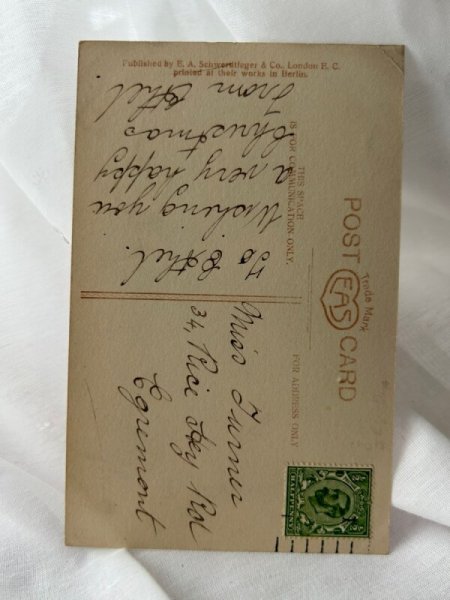 Published by E. A. Schwerdtfeger & Co., London E. C.
printed at their works in Berlin.
POST CARD
Trade Mark
EAS
THIS SPACE
IS FOR COMMUNICATION ONLY.
FOR ADDRESS ONLY
To Ethel
Wishing you
a very happy
Christmas
from Ethel
Miss Turner
34, Rice Hey Rd
Egremont
HALFPENNY